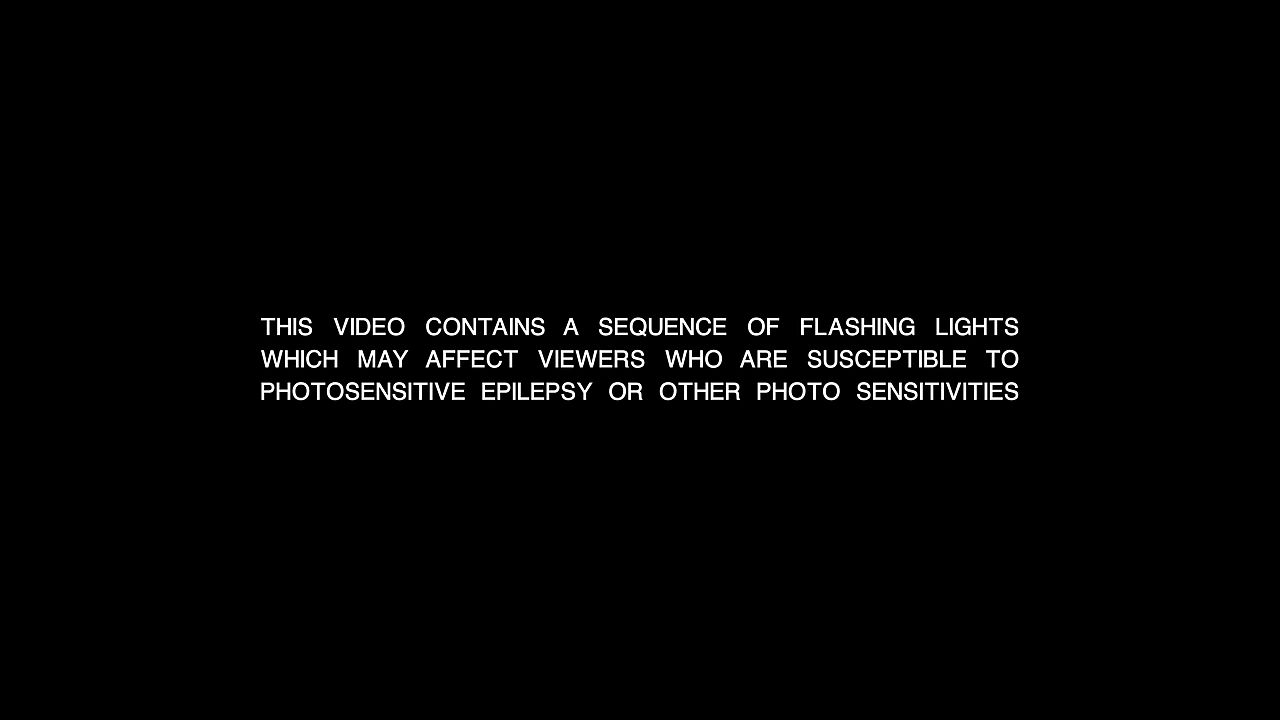 THIS VIDEO CONTAINS A SEQUENCE OF FLASHING LIGHTS
WHICH MAY AFFECT VIEWERS WHO ARE SUSCEPTIBLE TO
PHOTOSENSITIVE EPILEPSY OR OTHER PHOTO SENSITIVITIES